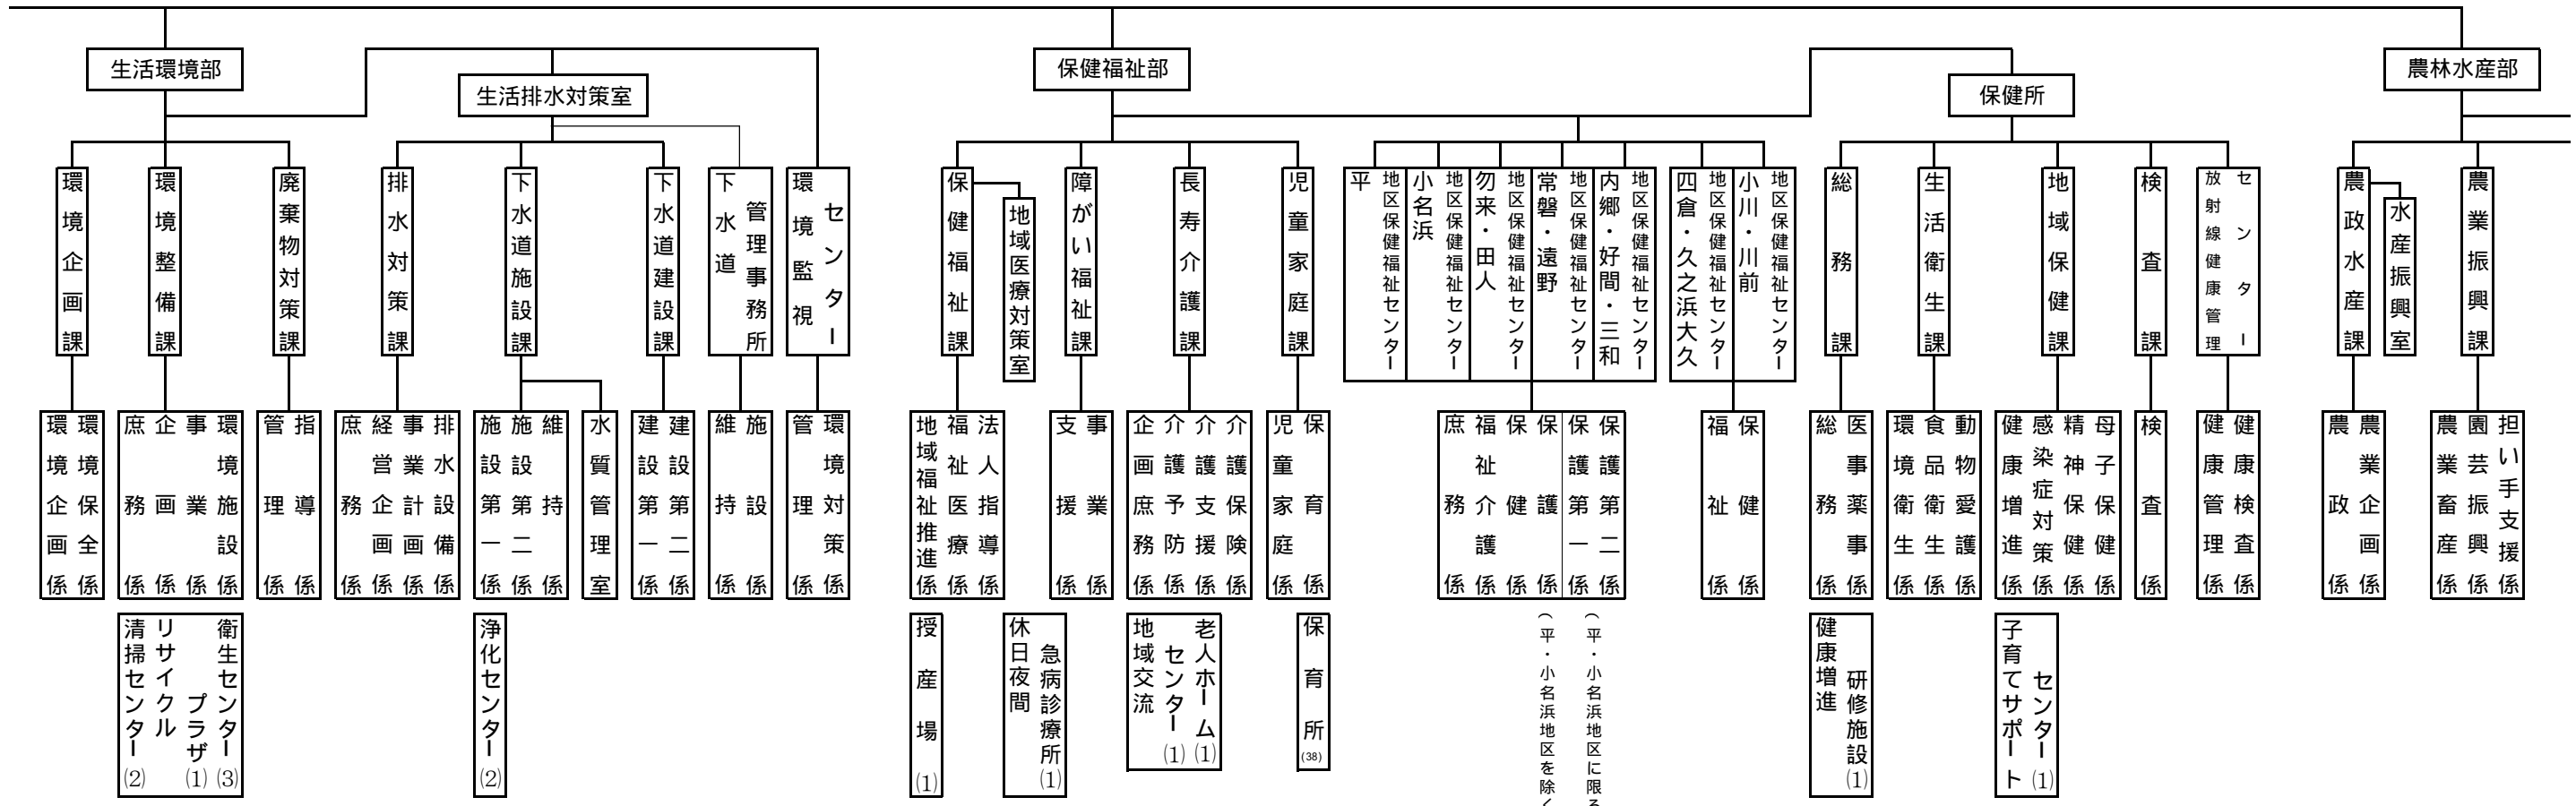 生活環境部
生活排水対策室
保健福祉部
保健所
農林水産部
環境企画課
環境整備課
廃棄物対策課
排水対策課
下水道施設課
下水道建設課
下水道管理事務所
環境監視センター
保健福祉課
地域医療対策室
障がい福祉課
長寿介護課
児童家庭課
平地区保健福祉センター
小名浜地区保健福祉センター
勿来・田人地区保健福祉センター
常磐・遠野地区保健福祉センター
内郷・好間・三和地区保健福祉センター
四倉・久之浜大久地区保健福祉センター
小川・川前地区保健福祉センター
総務課
生活衛生課
地域保健課
検査課
放射線健康管理センター
農政水産課
水産振興室
農業振興課
環境企画係
環境保全係
庶務係
企画係
事業係
環境施設係
管理係
指導係
庶務係
経営企画係
事業計画係
排水設備係
施設第一係
施設第二係
維持係
水質管理室
建設第一係
建設第二係
維持係
施設係
管理係
環境対策係
地域福祉推進係
福祉医療係
法人指導係
支援係
事業係
企画庶務係
介護予防係
介護支援係
介護保険係
児童家庭係
保育係
庶務係
福祉介護係
保健係
保護係
保護第一係
保護第二係
福祉係
保健係
総務係
医事薬事係
環境衛生係
食品衛生係
動物愛護係
健康増進係
感染症対策係
精神保健係
母子保健係
検査係
健康管理係
健康検査係
農政係
農業企画係
農業畜産係
園芸振興係
担い手支援係
清掃センター(2)
リサイクルプラザ(1)
衛生センター(3)
浄化センター(2)
授産場(1)
休日夜間急病診療所(1)
地域交流センター(1)
老人ホーム(1)
保育所(38)
(平・小名浜地区を除く
(平・小名浜地区に限る
健康増進研修施設(1)
子育てサポートセンター(1)